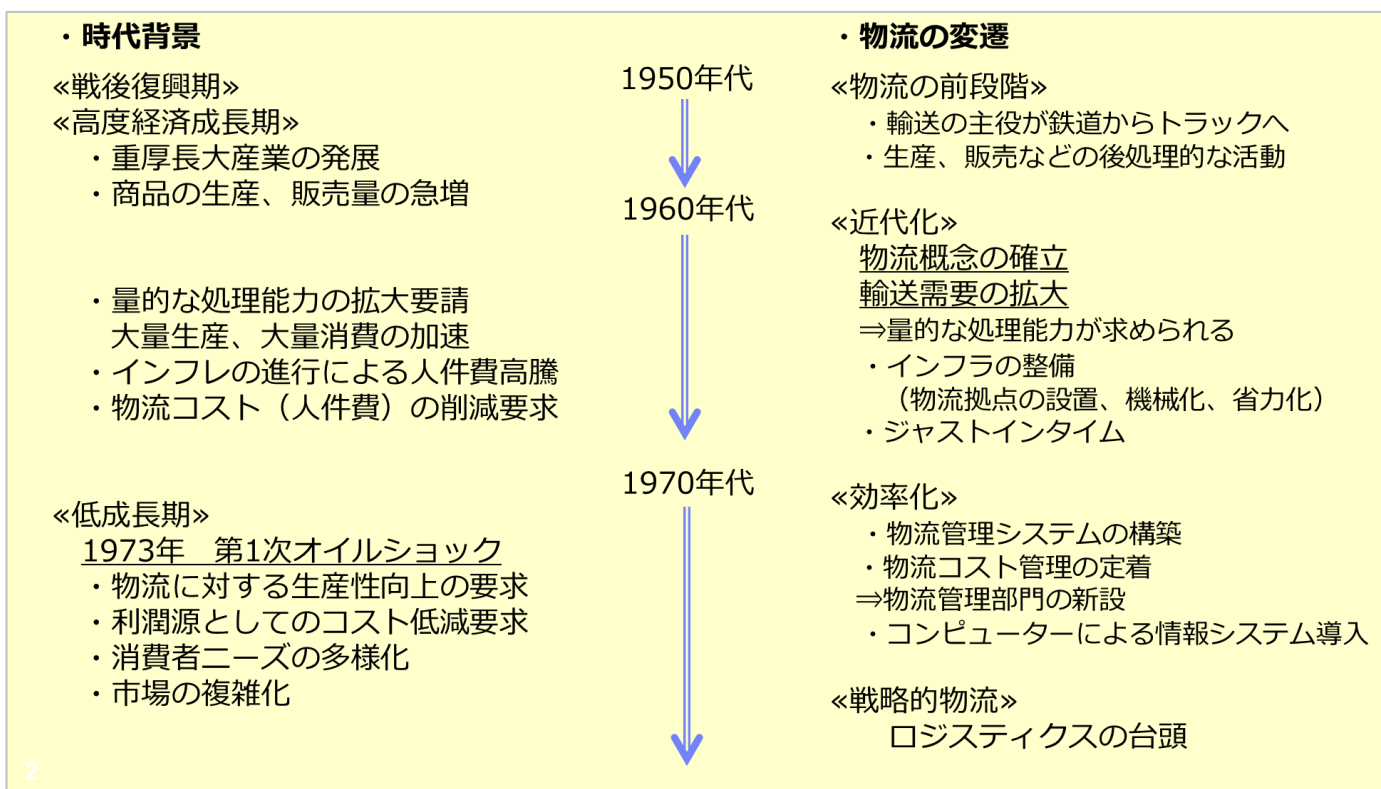 ・時代背景
«戦後復興期»
«高度経済成長期»
・重厚長大産業の発展
・商品の生産、販売量の急増
・量的な処理能力の拡大要請
大量生産、大量消費の加速
・インフレの進行による人件費高騰
・物流コスト（人件費）の削減要求
«低成長期»
1973年　第1次オイルショック
・物流に対する生産性向上の要求
・利潤源としてのコスト低減要求
・消費者ニーズの多様化
・市場の複雑化
1950年代
1960年代
1970年代
・物流の変遷
«物流の前段階»
・輸送の主役が鉄道からトラックへ
・生産、販売などの後処理的な活動
«近代化»
物流概念の確立
輸送需要の拡大
⇒量的な処理能力が求められる
・インフラの整備
（物流拠点の設置、機械化、省力化）
・ジャストインタイム
«効率化»
・物流管理システムの構築
・物流コスト管理の定着
⇒物流管理部門の新設
・コンピューターによる情報システム導入
«戦略的物流»
ロジスティクスの台頭
2